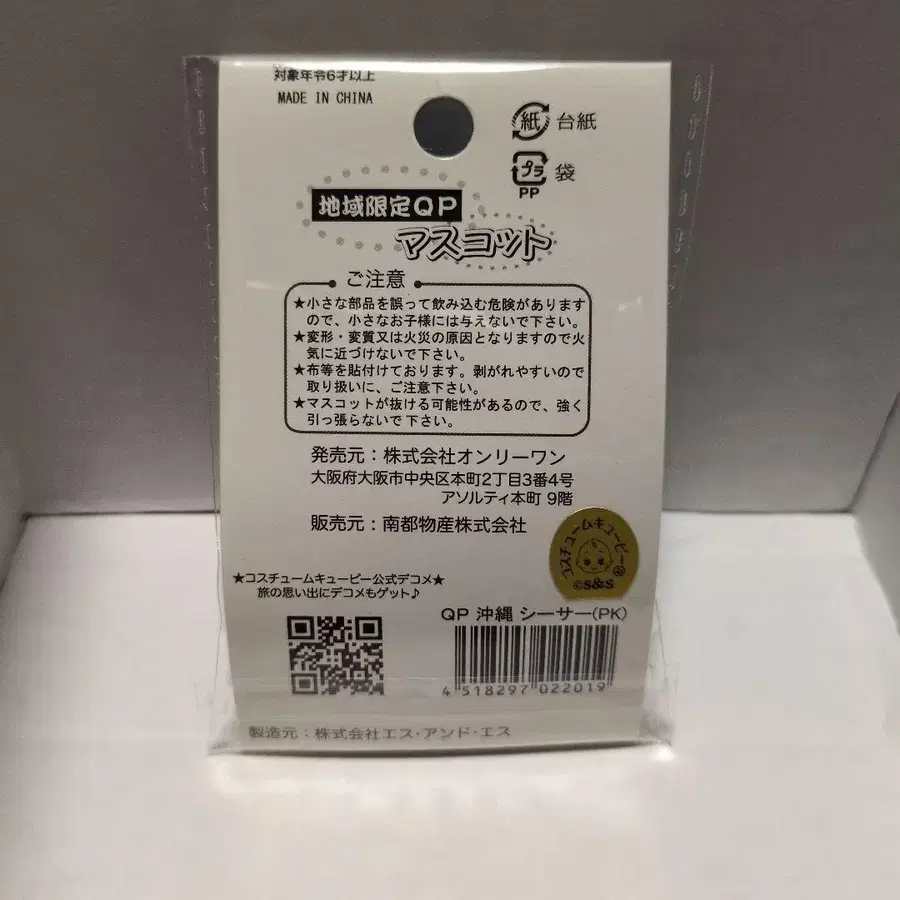 対象年令6才以上
MADE IN CHINA
紙 台紙
プラ 袋
PP
地域限定QP
マスコット
ご注意
★小さな部品を誤って飲み込む危険があります
ので、小さなお子様には与えないで下さい。
★変形・変質又は火災の原因となりますので火
気に近づけないで下さい。
★布等を貼付けております。剥がれやすいので
取り扱いに、ご注意下さい。
★マスコットが抜ける可能性があるので、強く
引っ張らないで下さい。
発売元：株式会社オンリーワン
大阪府大阪市中央区本町2丁目3番4号
アソルティ本町 9階
販売元：南都物産株式会社
コスチュームキューピー®
©S&S
★コスチュームキューピー公式デコメ★
旅の思い出にデコメもゲット♪
QP 沖縄 シーサー(PK)
4 518297 022019
製造元：株式会社エス・アンド・エス